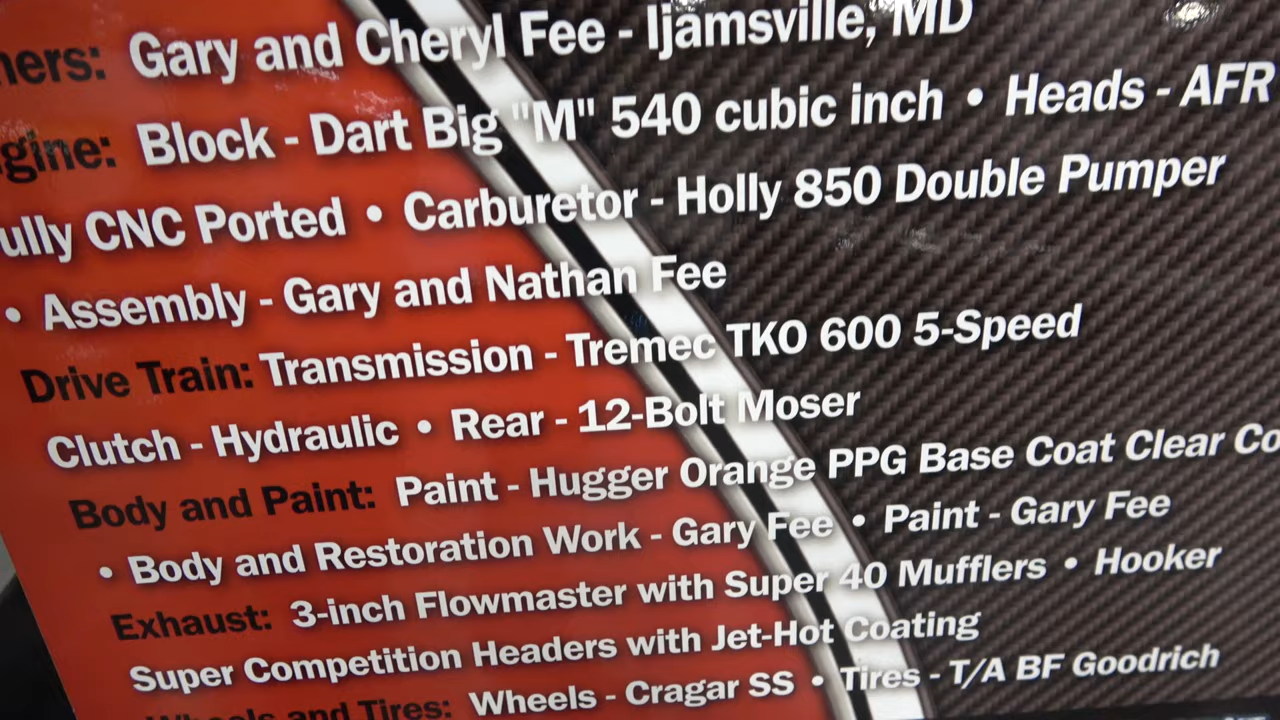 ners: Gary and Cheryl Fee - Ijamsville, MD
gine: Block - Dart Big "M" 540 cubic inch • Heads - AFR
ully CNC Ported • Carburetor - Holly 850 Double Pumper
• Assembly - Gary and Nathan Fee
Drive Train: Transmission - Tremec TKO 600 5-Speed
Clutch - Hydraulic • Rear - 12-Bolt Moser
Body and Paint: Paint - Hugger Orange PPG Base Coat Clear Co
• Body and Restoration Work - Gary Fee • Paint - Gary Fee
Exhaust: 3-inch Flowmaster with Super 40 Mufflers • Hooker
Super Competition Headers with Jet-Hot Coating
Wheels and Tires: Wheels - Cragar SS • Tires - T/A BF Goodrich